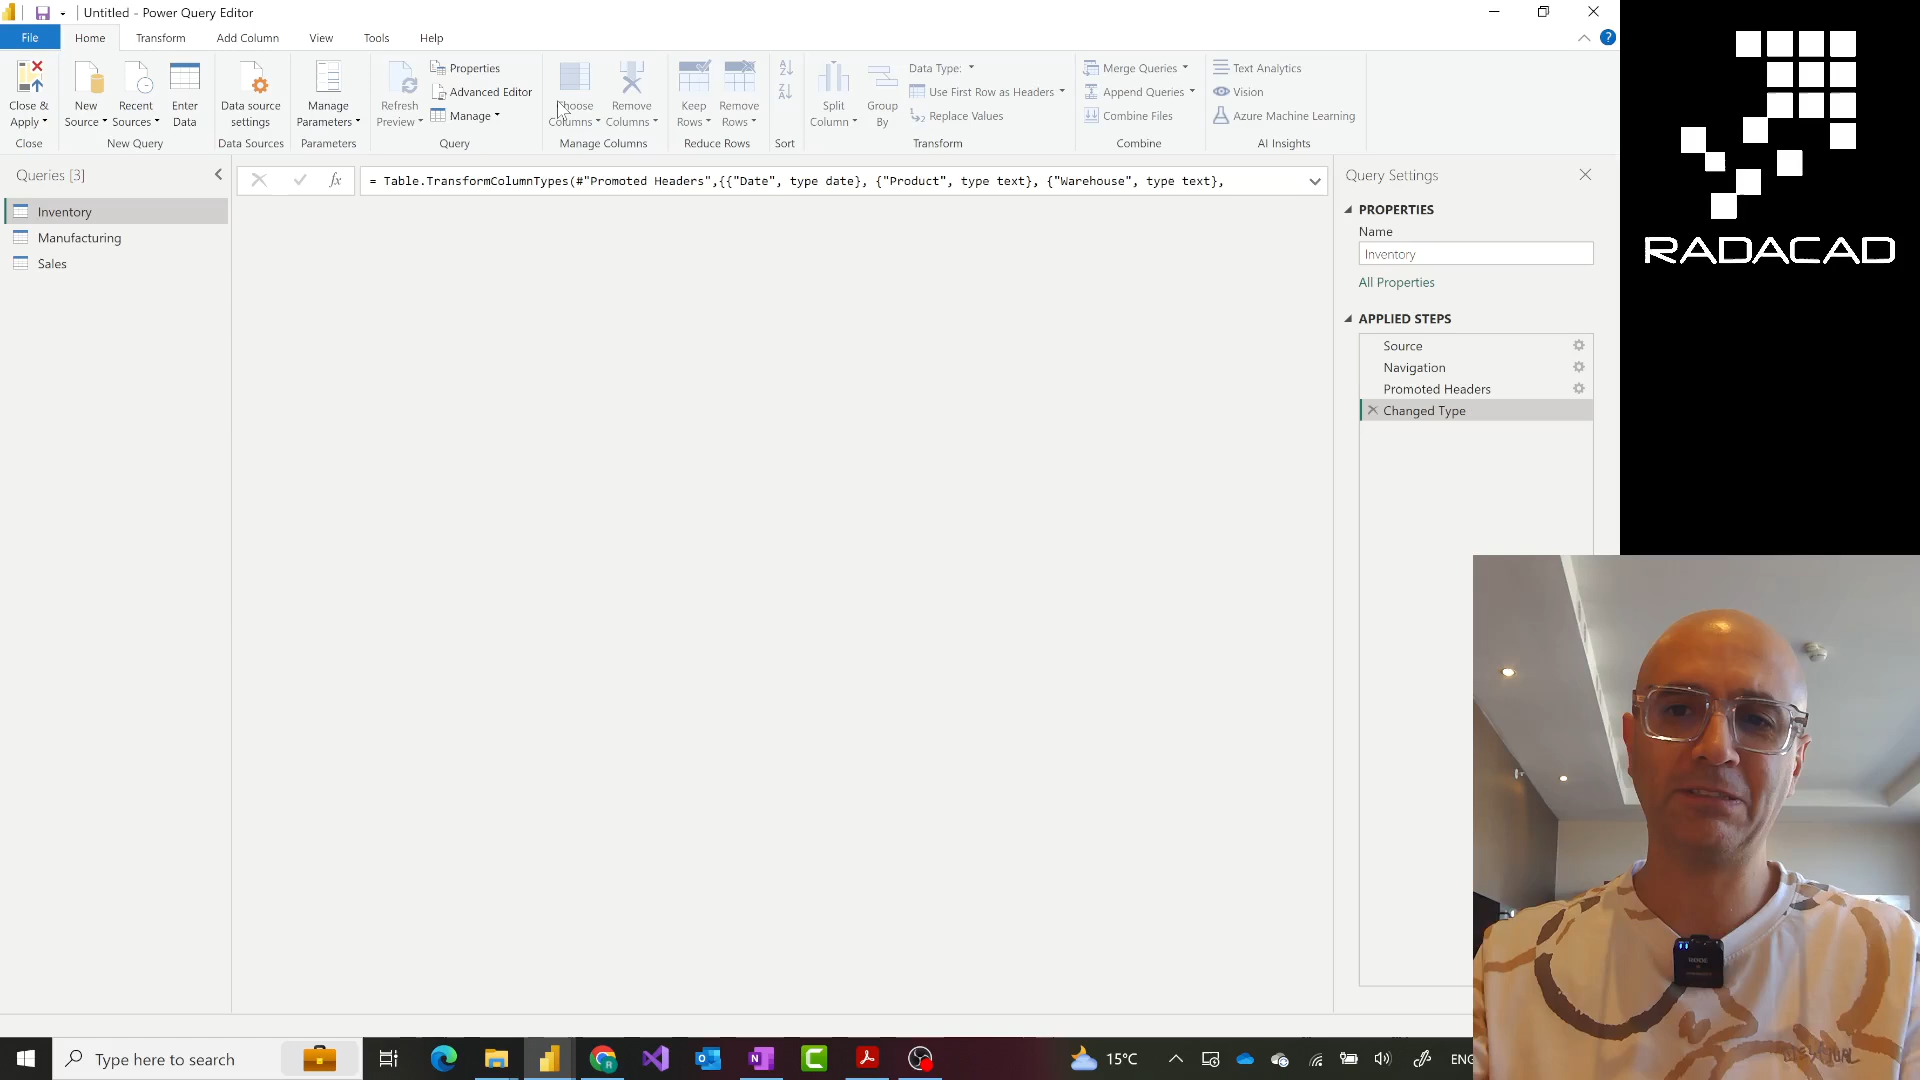 Untitled - Power Query Editor
File
Home
Transform
Add Column
View
Tools
Help
Close & Apply
New Source
Recent Sources
Enter Data
Data source settings
Manage Parameters
Refresh Preview
Properties
Advanced Editor
Manage
Choose Columns
Remove Columns
Keep Rows
Remove Rows
Split Column
Group By
Data Type:
Use First Row as Headers
Replace Values
Merge Queries
Append Queries
Combine Files
Text Analytics
Vision
Azure Machine Learning
Close
New Query
Data Sources
Parameters
Query
Manage Columns
Reduce Rows
Sort
Transform
Combine
AI Insights
RADACAD
Queries [3]
Inventory
Manufacturing
Sales
fx
= Table.TransformColumnTypes(#"Promoted Headers",{{"Date", type date}, {"Product", type text}, {"Warehouse", type text},
Query Settings
PROPERTIES
Name
Inventory
All Properties
APPLIED STEPS
Source
Navigation
Promoted Headers
Changed Type
Type here to search
15°C
ENG